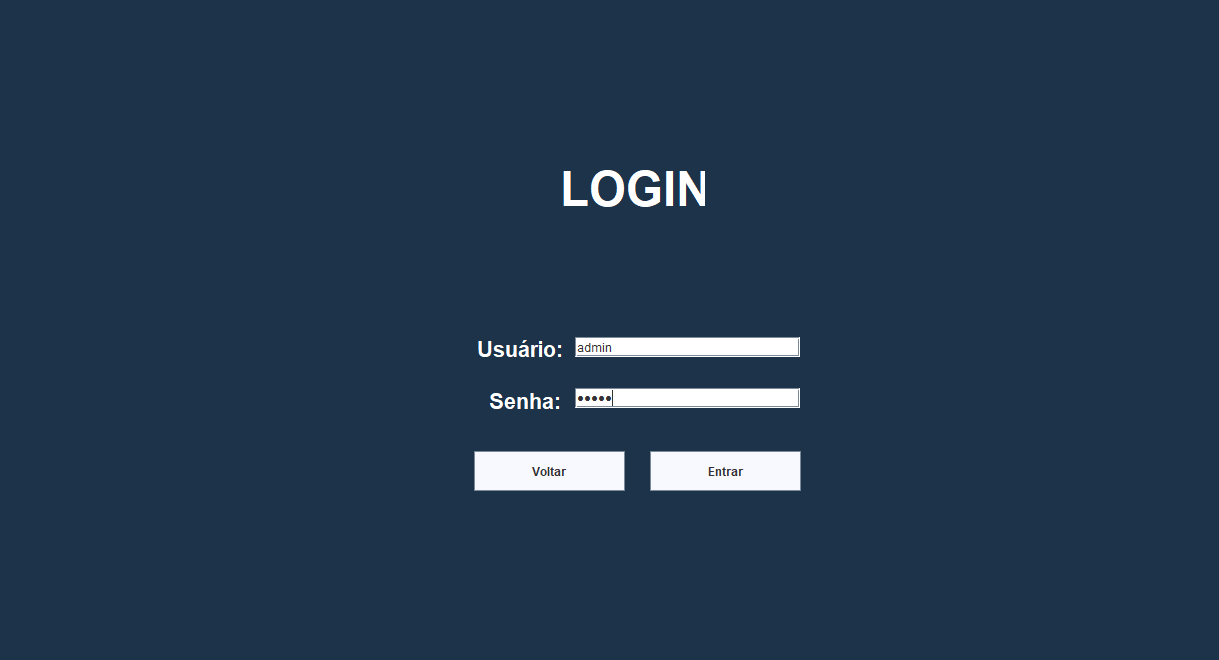 LOGIN
Usuário: admin
Senha: •••••
Voltar Entrar